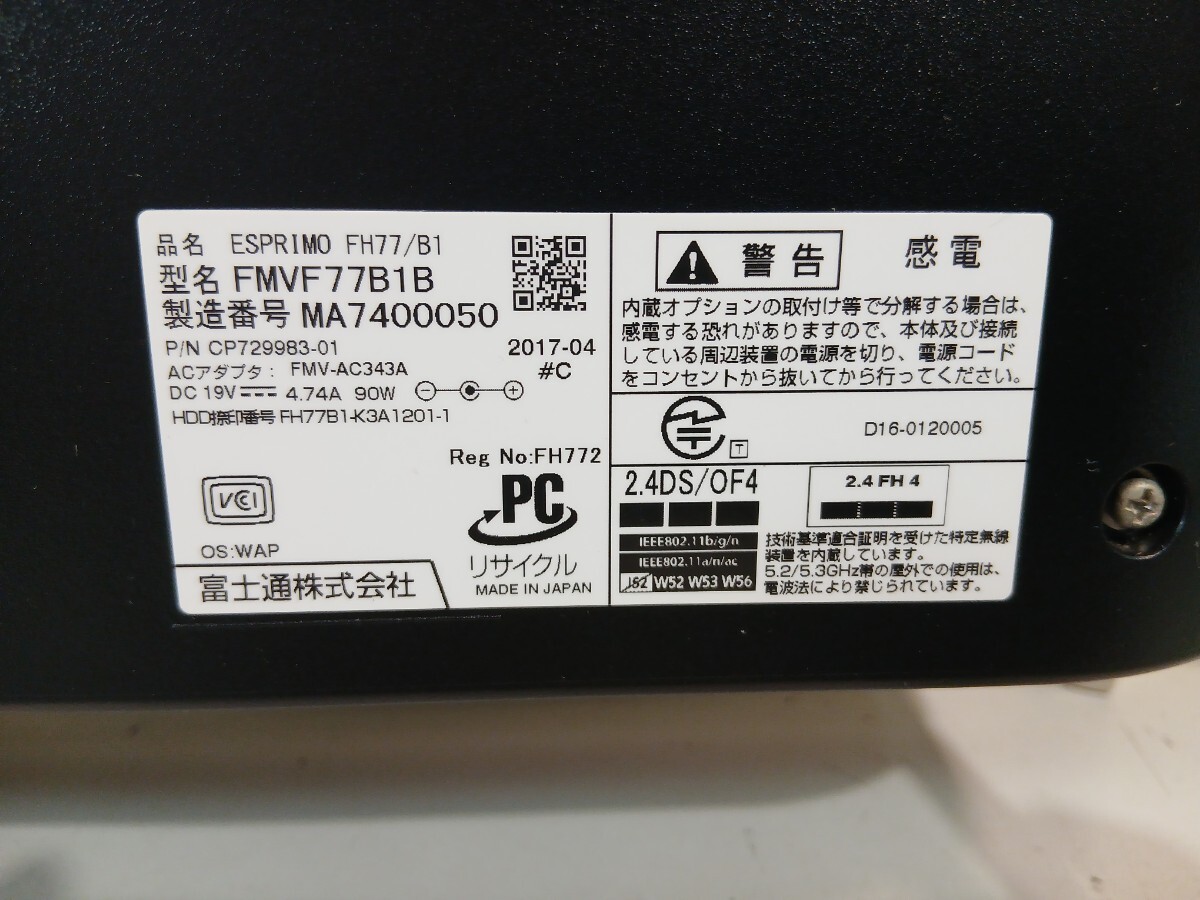 品名 ESPRIMO FH77/B1
型名 FMVF77B1B
製造番号 MA7400050
P/N CP729983-01
2017-04
#C
ACアダプタ: FMV-AC343A
DC 19V 4.74A 90W
HDD捺印番号 FH77B1-K3A1201-1
Reg No:FH772
VCCI
PC
リサイクル
OS:WAP
MADE IN JAPAN
富士通株式会社
警告 感電
内蔵オプションの取付け等で分解する場合は、
感電する恐れがありますので、本体及び接続
している周辺装置の電源を切り、電源コード
をコンセントから抜いてから行ってください。
T D16-0120005
2.4DS/OF4
2.4 FH 4
IEEE802.11b/g/n
IEEE802.11a/n/ac
J52 W52 W53 W56
技術基準適合証明を受けた特定無線
装置を内蔵しています。
5.2/5.3GHz帯の屋外での使用は、
電波法により禁じられています。